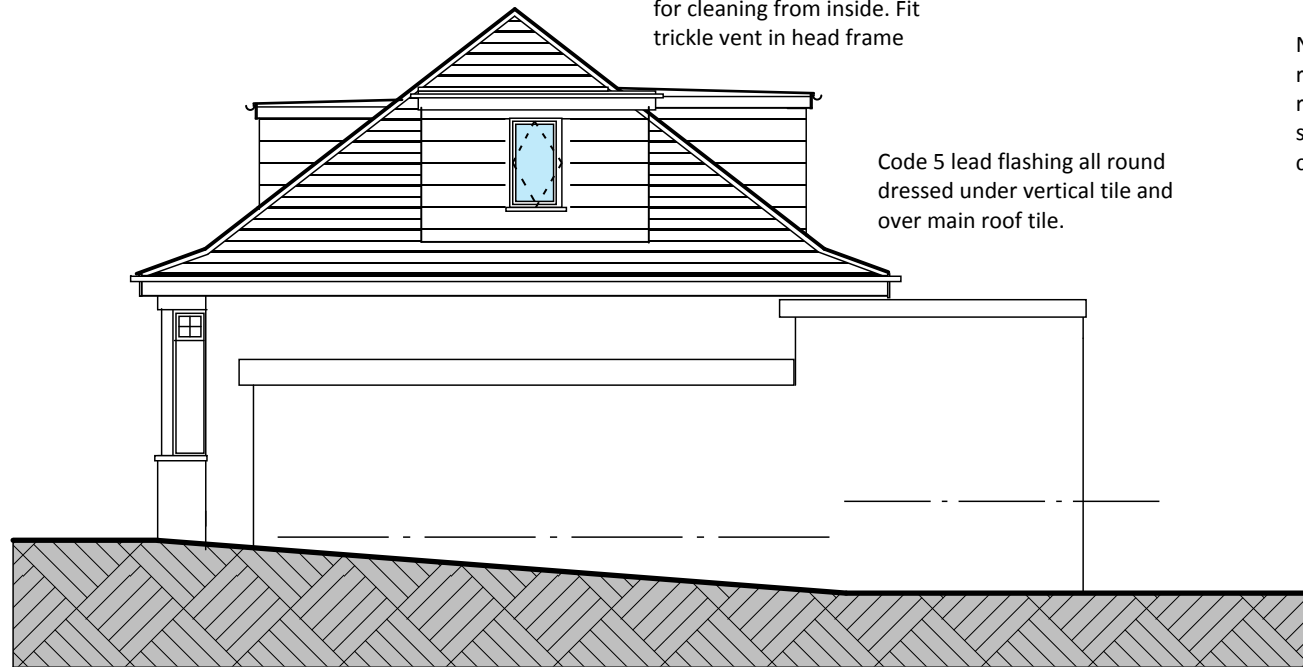 for cleaning from inside. Fit
trickle vent in head frame
Code 5 lead flashing all round
dressed under vertical tile and
over main roof tile.